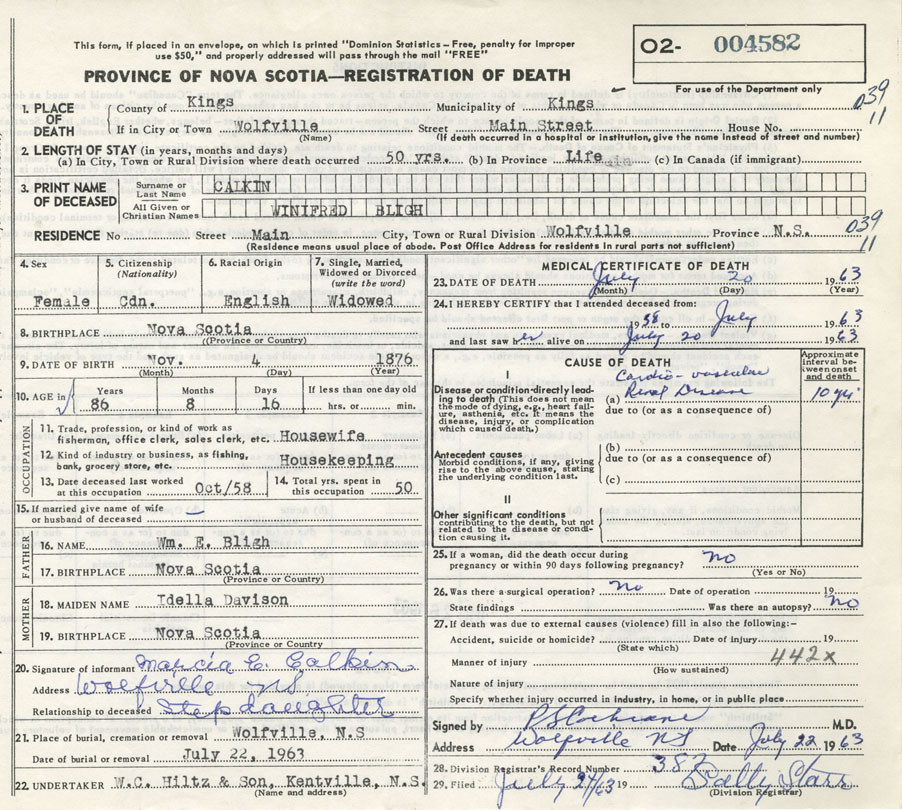 This form, if placed in an envelope, on which is printed "Dominion Statistics – Free, penalty for improper
use $50," and properly addressed will pass through the mail "FREE"
O2- 004582
PROVINCE OF NOVA SCOTIA—REGISTRATION OF DEATH
For use of the Department only
039
11
1. PLACE OF DEATH County of Kings Municipality of Kings
If in City or Town Wolfville Street Main Street House No.
(Name) (If death occurred in a hospital or institution, give the name instead of street and number)
2. LENGTH OF STAY (in years, months and days)
(a) In City, Town or Rural Division where death occurred 50 yrs. (b) In Province Life (c) In Canada (if immigrant)
3. PRINT NAME OF DECEASED Surname or Last Name CALKIN
All Given or Christian Names WINIFRED BLIGH
039
11
RESIDENCE No Street Main City, Town or Rural Division Wolfville Province N.S.
(Residence means usual place of abode. Post Office Address for residents in rural parts not sufficient)
4. Sex 5. Citizenship (Nationality) 6. Racial Origin 7. Single, Married, Widowed or Divorced (write the word)
Female Cdn. English Widowed
8. BIRTHPLACE Nova Scotia
(Province or Country)
9. DATE OF BIRTH Nov. 4 1876
(Month) (Day) (Year)
10. AGE in Years Months Days If less than one day old
86 8 16 hrs. or min.
OCCUPATION
11. Trade, profession, or kind of work as
fisherman, office clerk, sales clerk, etc. Housewife
12. Kind of industry or business, as fishing,
bank, grocery store, etc. Housekeeping
13. Date deceased last worked at this occupation Oct/58 14. Total yrs. spent in this occupation 50
15. If married give name of wife
or husband of deceased
FATHER
16. NAME Wm. E. Bligh
17. BIRTHPLACE Nova Scotia
(Province or Country)
MOTHER
18. MAIDEN NAME Idella Davison
19. BIRTHPLACE Nova Scotia
(Province or Country)
20. Signature of informant Marcia E. Calkin
Address Wolfville NS
Relationship to deceased Step daughter
21. Place of burial, cremation or removal Wolfville, N.S
Date of burial or removal July 22, 1963
22. UNDERTAKER W.C. Hiltz & Son, Kentville, N.S.
(Name and address)
MEDICAL CERTIFICATE OF DEATH
23. DATE OF DEATH July 20 1963
(Month) (Day) (Year)
24. I HEREBY CERTIFY that I attended deceased from:
1958 to July 1963
and last saw her alive on July 20 1963
CAUSE OF DEATH
Approximate interval between onset and death
I
Disease or condition directly leading to death (This does not mean the mode of dying, e.g., heart failure, asthenia, etc. It means the disease, injury, or complication which caused death.)
Cardio-vascular
(a) Renal Disease 10 yrs
due to (or as a consequence of)
Antecedent causes
Morbid conditions, if any, giving rise to the above cause, stating the underlying condition last.
(b)
due to (or as a consequence of)
(c)
II
Other significant conditions
contributing to the death, but not related to the disease or condition causing it.
25. If a woman, did the death occur during
pregnancy or within 90 days following pregnancy? no
(Yes or No)
26. Was there a surgical operation? no Date of operation 19
State findings Was there an autopsy? no
27. If death was due to external causes (violence) fill in also the following:–
Accident, suicide or homicide? Date of injury 19
(State which)
442x
Manner of injury
(How sustained)
Nature of injury
Specify whether injury occurred in industry, in home, or in public place
Signed by P S Cochrane M.D.
Address Wolfville NS Date July 22 1963
28. Division Registrar's Record Number 382
29. Filed July 24/63 19 Sally Starr
(Division Registrar)